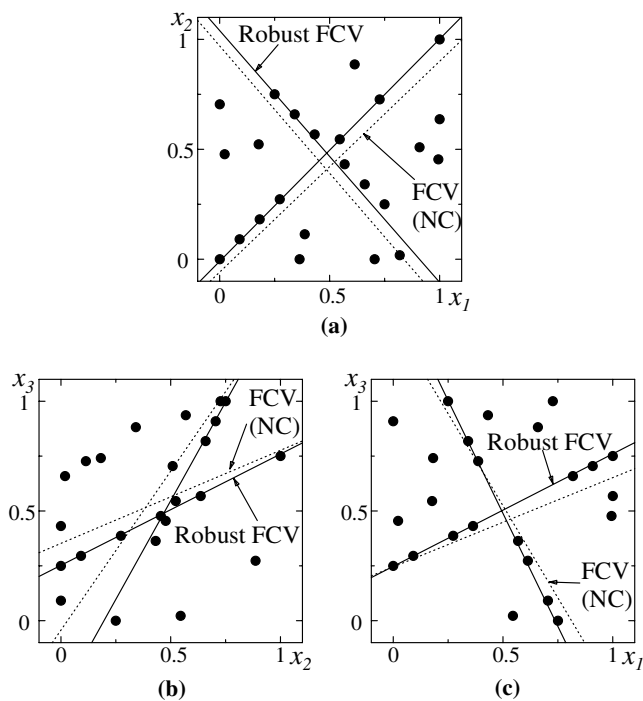 x2
1
Robust FCV
0.5
FCV
(NC)
0
0 0.5 1 x1
(a)
x3
1
FCV
(NC)
0.5
Robust FCV
0
0 0.5 1 x2
(b)
x3
1
Robust FCV
0.5
FCV
(NC)
0
0 0.5 1 x1
(c)